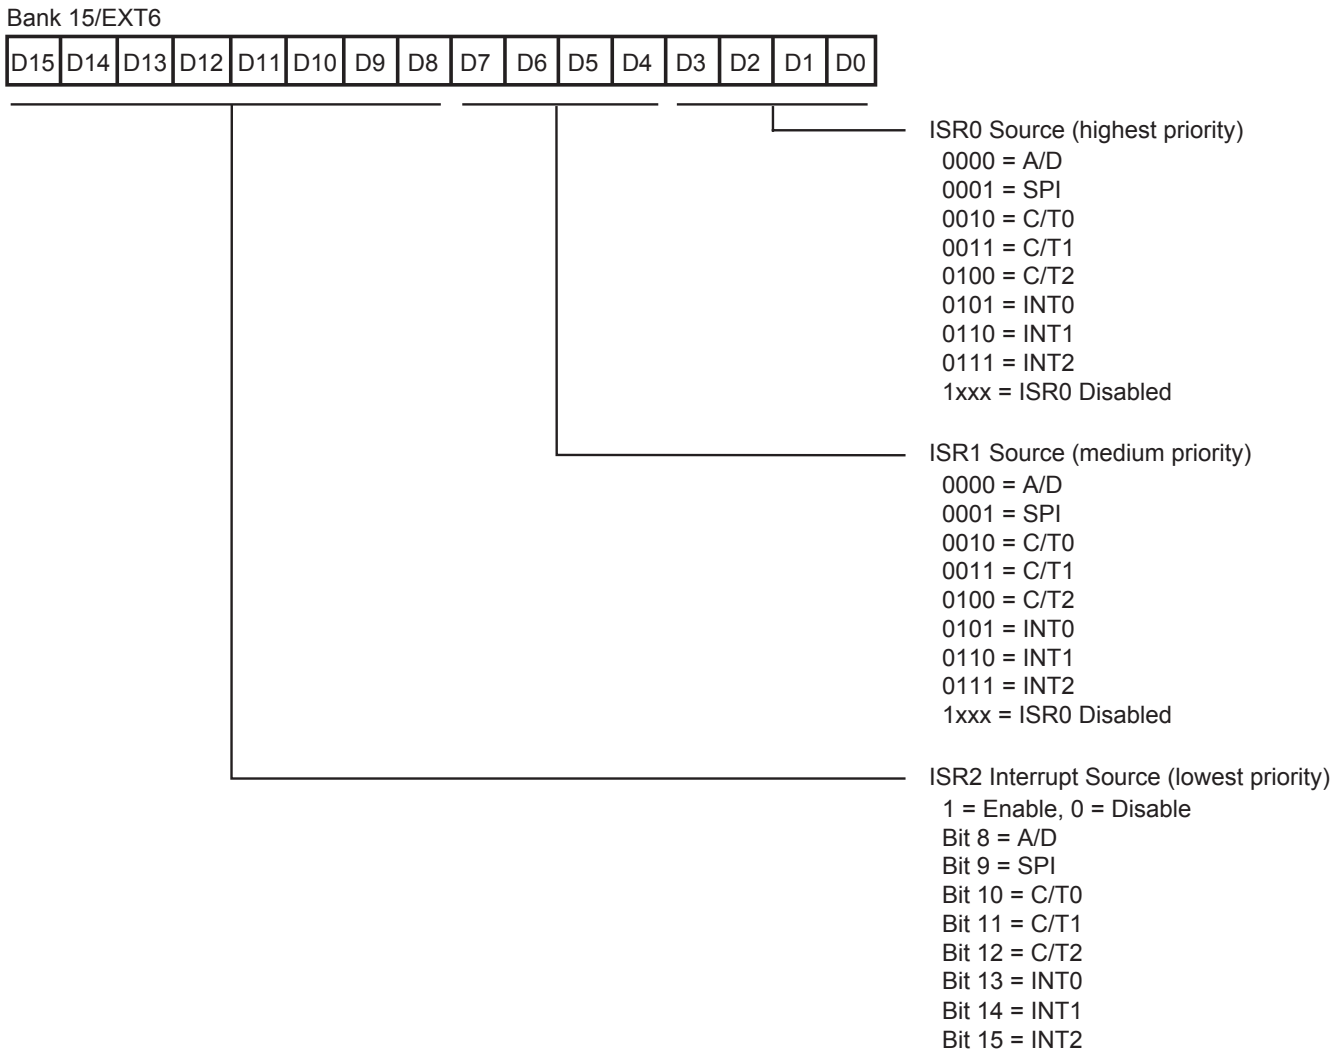 Bank 15/EXT6
D15 D14 D13 D12 D11 D10 D9 D8 D7 D6 D5 D4 D3 D2 D1 D0
ISR0 Source (highest priority)
0000 = A/D
0001 = SPI
0010 = C/T0
0011 = C/T1
0100 = C/T2
0101 = INT0
0110 = INT1
0111 = INT2
1xxx = ISR0 Disabled
ISR1 Source (medium priority)
0000 = A/D
0001 = SPI
0010 = C/T0
0011 = C/T1
0100 = C/T2
0101 = INT0
0110 = INT1
0111 = INT2
1xxx = ISR0 Disabled
ISR2 Interrupt Source (lowest priority)
1 = Enable, 0 = Disable
Bit 8 = A/D
Bit 9 = SPI
Bit 10 = C/T0
Bit 11 = C/T1
Bit 12 = C/T2
Bit 13 = INT0
Bit 14 = INT1
Bit 15 = INT2